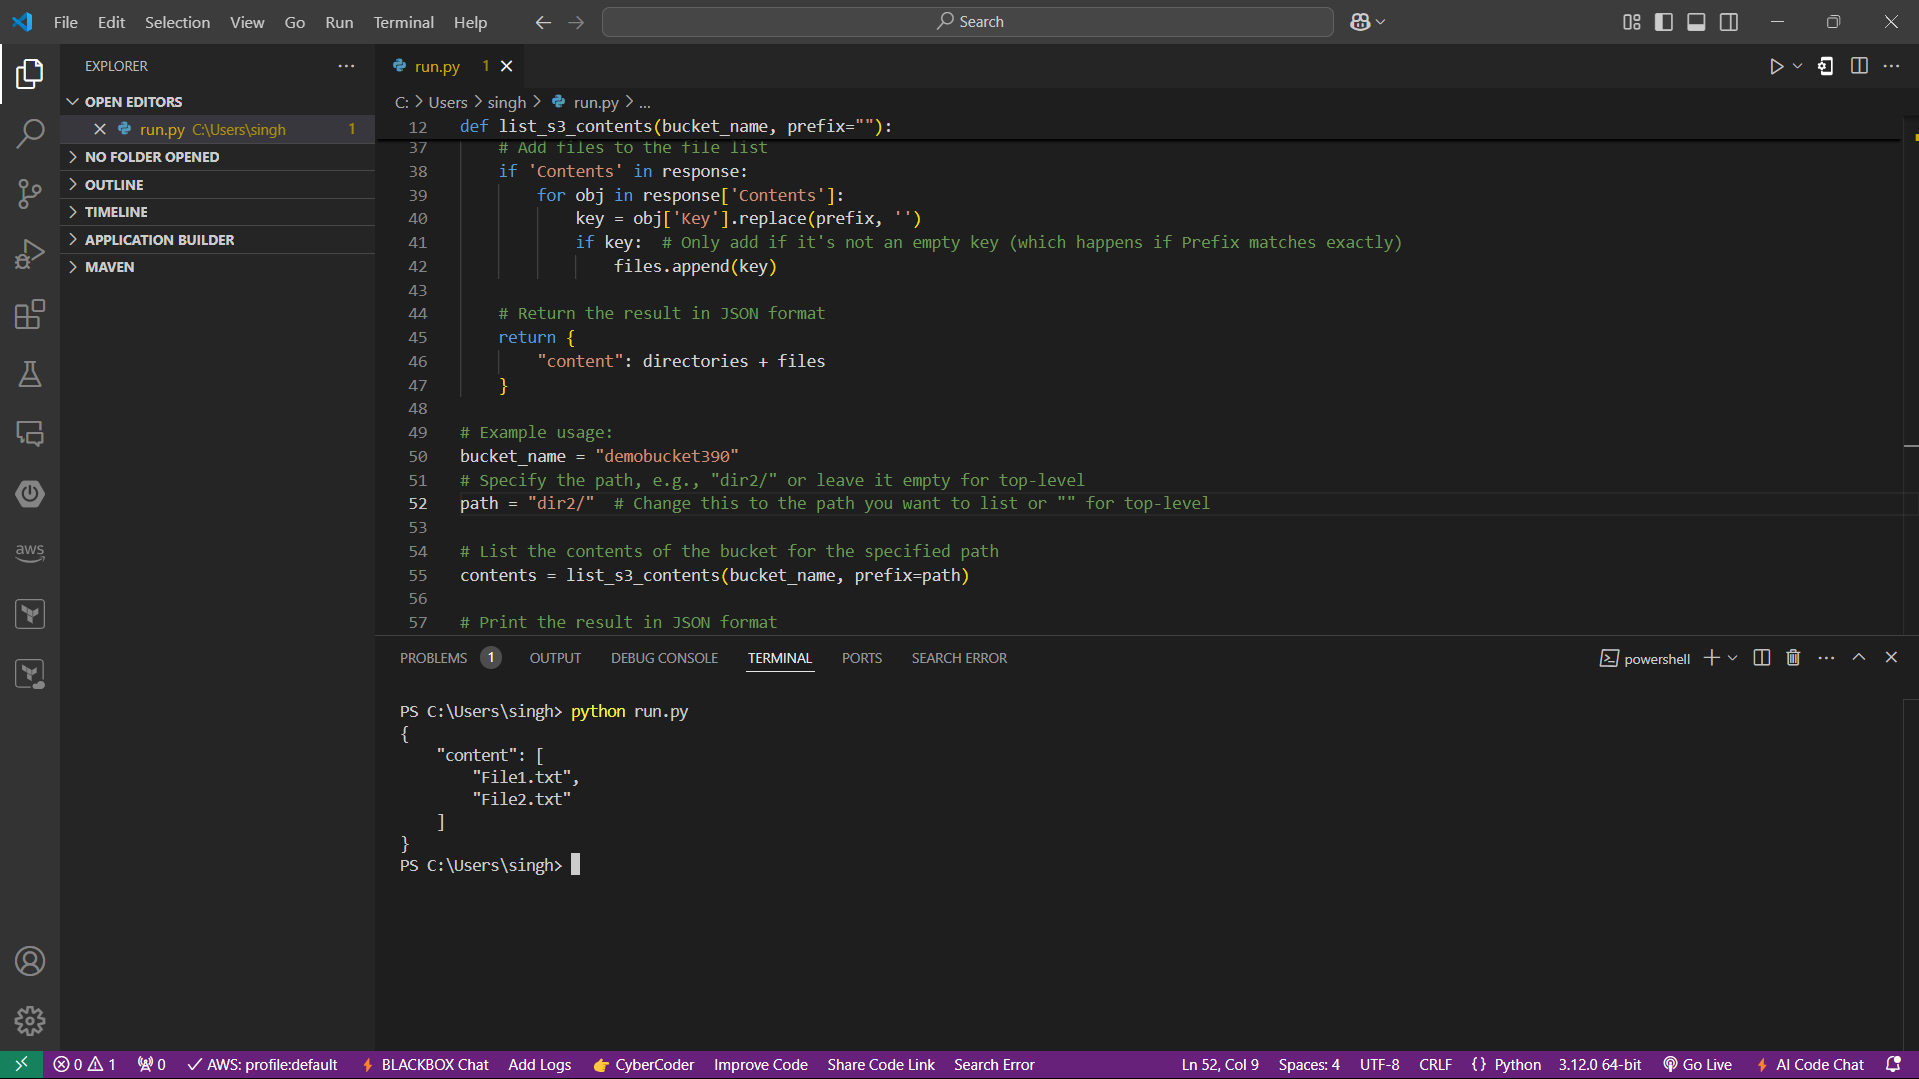 File Edit Selection View Go Run Terminal Help
Search
EXPLORER
OPEN EDITORS
run.py C:\Users\singh 1
NO FOLDER OPENED
OUTLINE
TIMELINE
APPLICATION BUILDER
MAVEN
aws
run.py 1
C: > Users > singh > run.py > ...
12 def list_s3_contents(bucket_name, prefix=""):
37 # Add files to the file list
38 if 'Contents' in response:
39 for obj in response['Contents']:
40 key = obj['Key'].replace(prefix, '')
41 if key:  # Only add if it's not an empty key (which happens if Prefix matches exactly)
42 files.append(key)
43
44 # Return the result in JSON format
45 return {
46 "content": directories + files
47 }
48
49 # Example usage:
50 bucket_name = "demobucket390"
51 # Specify the path, e.g., "dir2/" or leave it empty for top-level
52 path = "dir2/"  # Change this to the path you want to list or "" for top-level
53
54 # List the contents of the bucket for the specified path
55 contents = list_s3_contents(bucket_name, prefix=path)
56
57 # Print the result in JSON format
PROBLEMS 1 OUTPUT DEBUG CONSOLE TERMINAL PORTS SEARCH ERROR
powershell
PS C:\Users\singh> python run.py
{
"content": [
"File1.txt",
"File2.txt"
]
}
PS C:\Users\singh>
0 1 0 AWS: profile:default BLACKBOX Chat Add Logs CyberCoder Improve Code Share Code Link Search Error Ln 52, Col 9 Spaces: 4 UTF-8 CRLF {} Python 3.12.0 64-bit Go Live AI Code Chat